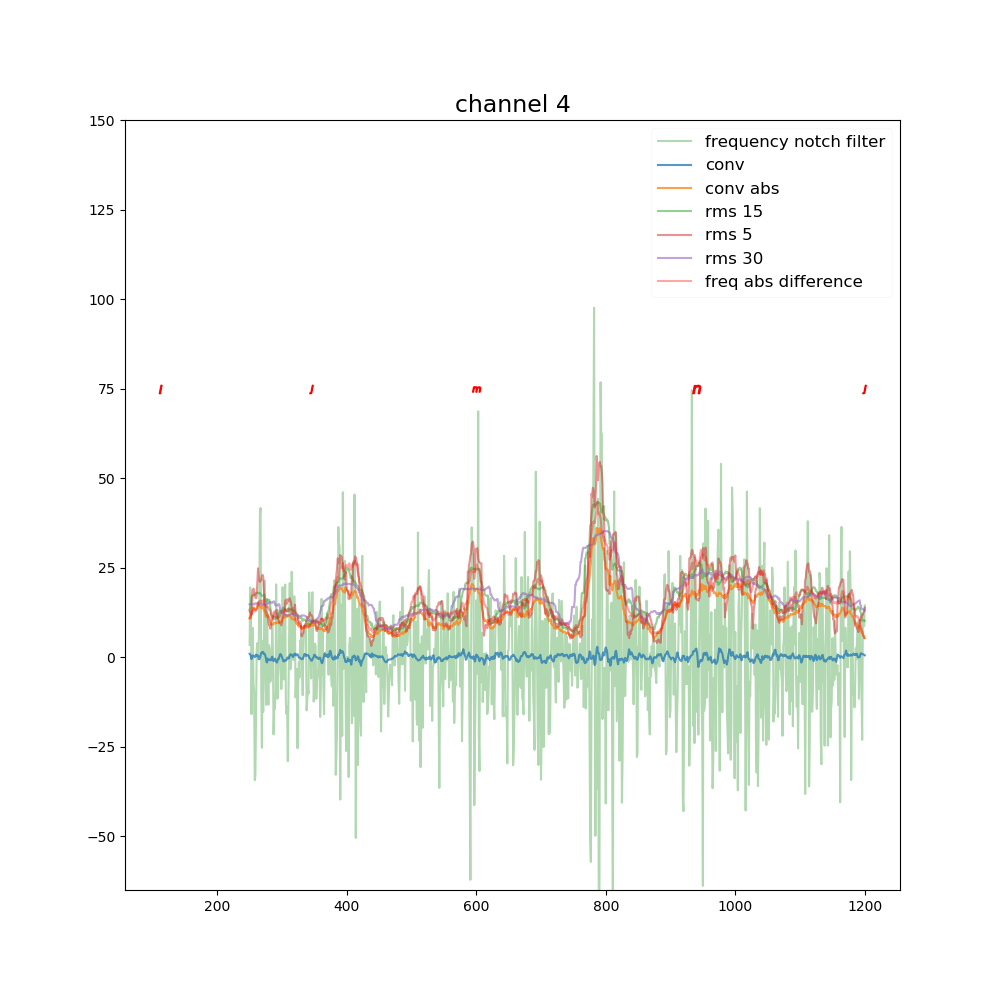 channel 4
150
125
100
75
50
25
0
−25
−50
frequency notch filter
conv
conv abs
rms 15
rms 5
rms 30
freq abs difference
I J m n J
200 400 600 800 1000 1200